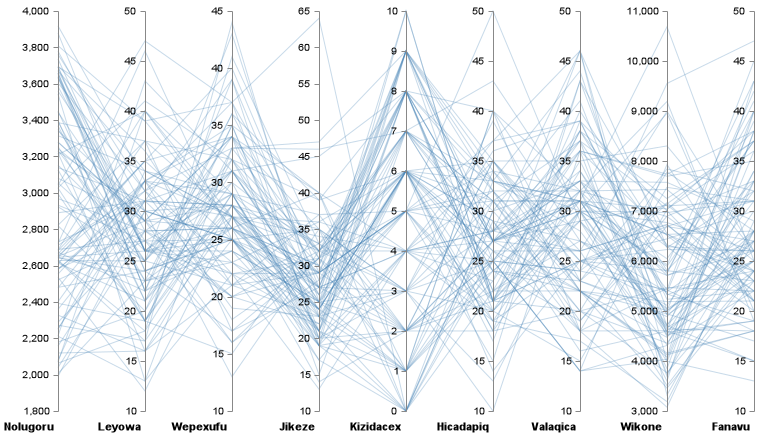 4,000 50 45 65 10 50 50 11,000 50
3,800 60 10,000
45 40 55 9 45 45 45
3,600 8
3,400 40 35 50 40 40 9,000 40
3,200 35 45 7 35 35 8,000 35
3,000 30 40 6
2,800 30 25 35 5 30 30 7,000 30
2,600 25 30 4 25 25 6,000 25
2,400 20 25 3
2,200 20 20 2 20 20 5,000 20
2,000 15 15 15 1 15 15 4,000 15
1,800 10 10 10 0 10 10 3,000 10
Nolugoru Leyowa Wepexufu Jikeze Kizidacex Hicadapiq Valaqica Wikone Fanavu